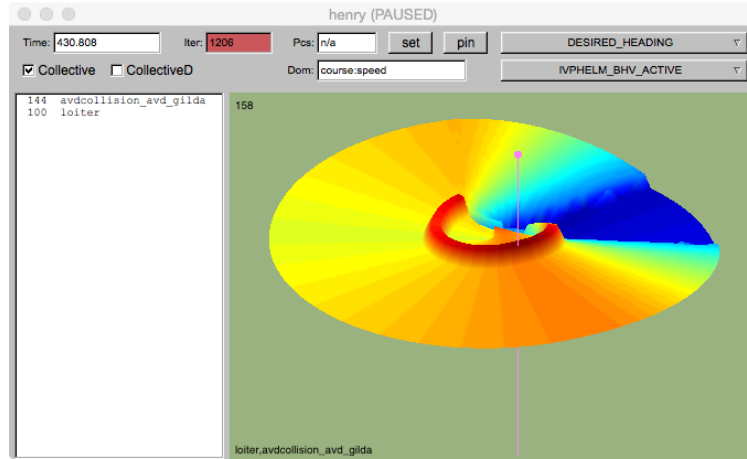 henry (PAUSED)
Time: 430.808 Iter: 1206 Pcs: n/a set pin DESIRED_HEADING
Collective CollectiveD Dom: course:speed IVPHELM_BHV_ACTIVE
144 avdcollision_avd_gilda
100 loiter
158
loiter,avdcollision_avd_gilda